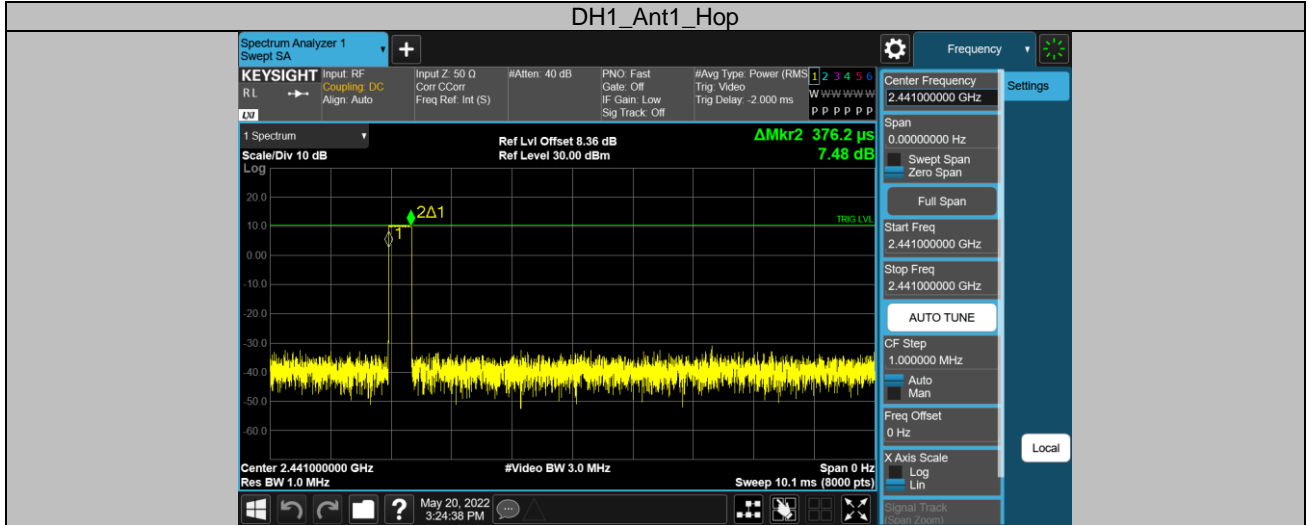 DH1_Ant1_Hop
Spectrum Analyzer 1
Swept SA
Frequency
KEYSIGHT
RL
LXI
Input: RF
Coupling: DC
Align: Auto
Input Z: 50 Ω
Corr CCorr
Freq Ref: Int (S)
#Atten: 40 dB
PNO: Fast
Gate: Off
IF Gain: Low
Sig Track: Off
#Avg Type: Power (RMS
Trig: Video
Trig Delay: -2.000 ms
1 2 3 4 5 6
W W W W W W
P P P P P P
1 Spectrum
Scale/Div 10 dB
Log
Ref Lvl Offset 8.36 dB
Ref Level 30.00 dBm
ΔMkr2 376.2 µs
7.48 dB
20.0
10.0
0.00
-10.0
-20.0
-30.0
-40.0
-50.0
-60.0
2Δ1
1
TRIG LVL
Center 2.441000000 GHz
Res BW 1.0 MHz
#Video BW 3.0 MHz
Span 0 Hz
Sweep 10.1 ms (8000 pts)
Center Frequency
2.441000000 GHz
Span
0.00000000 Hz
Swept Span
Zero Span
Full Span
Start Freq
2.441000000 GHz
Stop Freq
2.441000000 GHz
AUTO TUNE
CF Step
1.000000 MHz
Auto
Man
Freq Offset
0 Hz
X Axis Scale
Log
Lin
Signal Track
(Span Zoom)
Settings
Local
?
May 20, 2022
3:24:38 PM